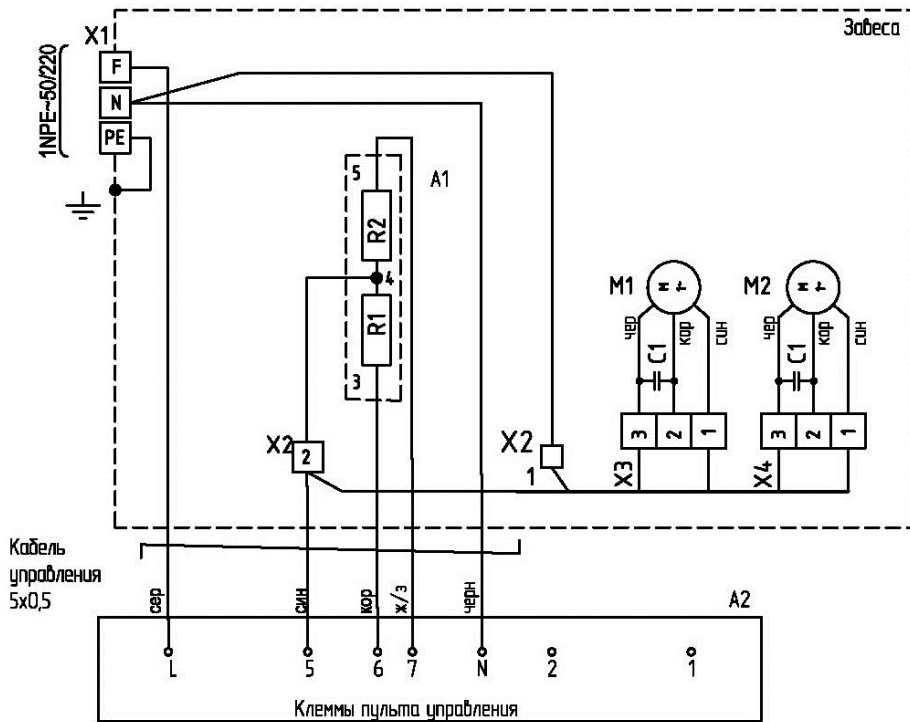 Завеса
X1
1NPE~50/220
F
N
PE
5
A1
R2
4
R1
3
M1
M2
чер
кор
син
чер
кор
син
C1
C1
X2
2
X2
1
3
2
1
3
2
1
X3
X4
Кабель
управления
5x0,5
сер
син
кор
ж/з
черн
A2
L
5
6
7
N
2
1
Клеммы пульта управления